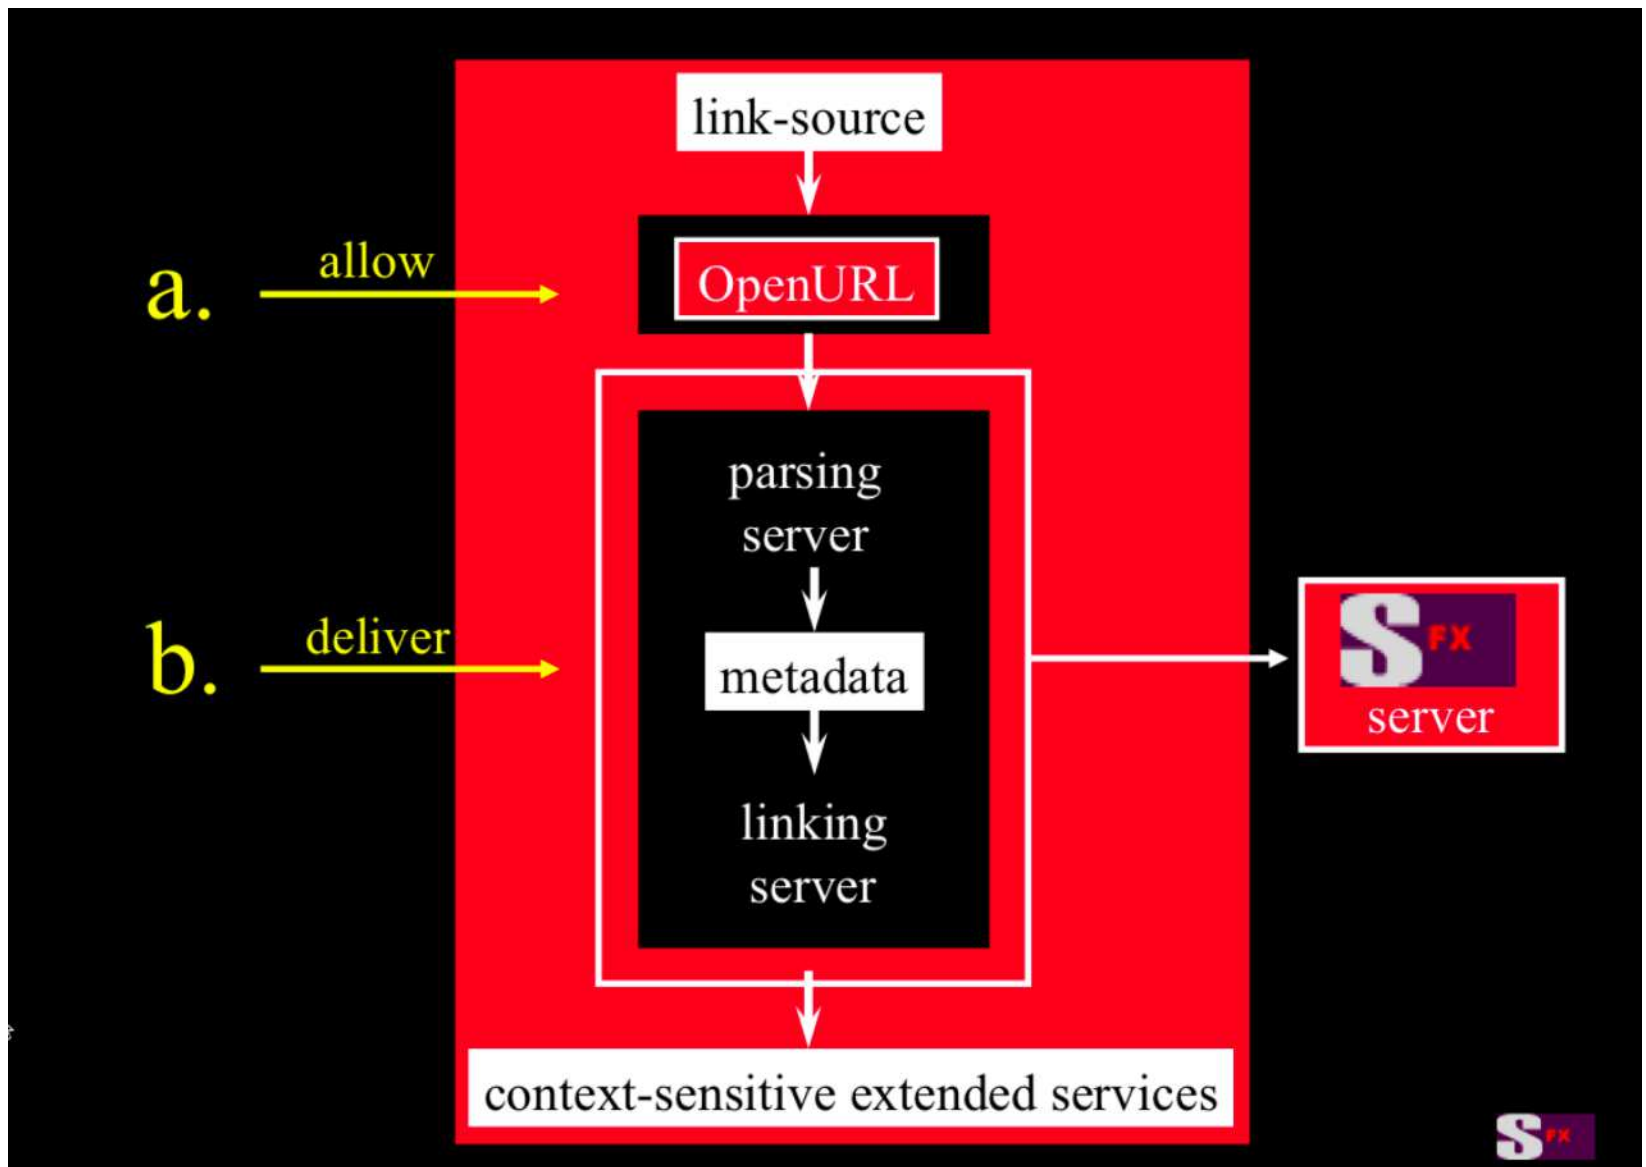 link-source
a.
allow
OpenURL
parsing
server
b.
deliver
metadata
SFX
server
linking
server
context-sensitive extended services
SFX